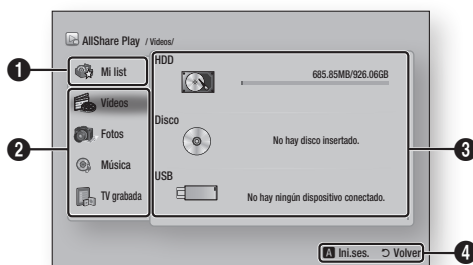 AllShare Play / Videos/
1
Mi list
HDD
685.85MB/926.06GB
Videos
Disco
2
Fotos
No hay disco insertado.
3
Música
USB
TV grabada
No hay ningún dispositivo conectado.
A Ini.ses. Volver
4